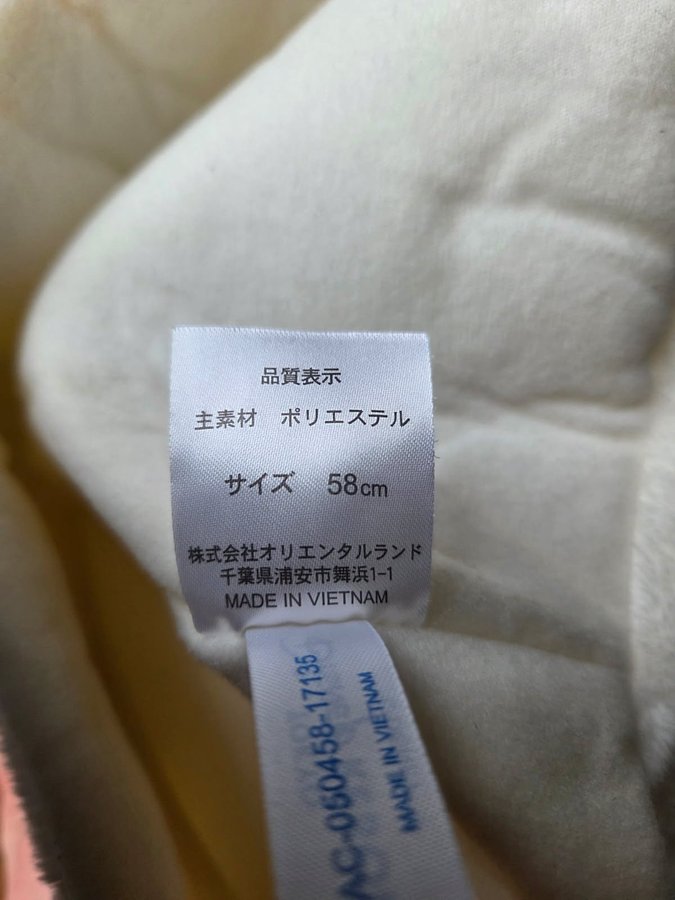 品質表示
主素材 ポリエステル
サイズ 58cm
株式会社オリエンタルランド
千葉県浦安市舞浜1-1
MADE IN VIETNAM
AC-050458-17135
MADE IN VIETNAM